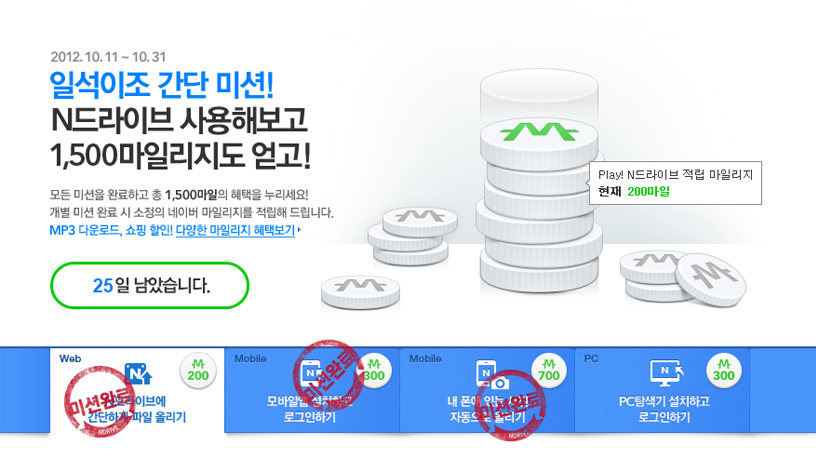 2012. 10. 11 ~ 10. 31
일석이조 간단 미션!
N드라이브 사용해보고
1,500마일리지도 얻고!
모든 미션을 완료하고 총 1,500마일의 혜택을 누리세요!
개별 미션 완료 시 소정의 네이버 마일리지를 적립해 드립니다.
MP3 다운로드, 쇼핑 할인! 다양한 마일리지 혜택보기
Play! N드라이브 적립 마일리지
현재 200마일
25일 남았습니다.
Web
N
200
미션완료
NDRIVE
간단하게 파일 올리기
Mobile
N
300
미션완료
모바일앱 설치하고
로그인하기
Mobile
N
700
미션완료
NDRIVE
내 폰에
자동으로 올리기
PC
N
300
PC탐색기 설치하고
로그인하기